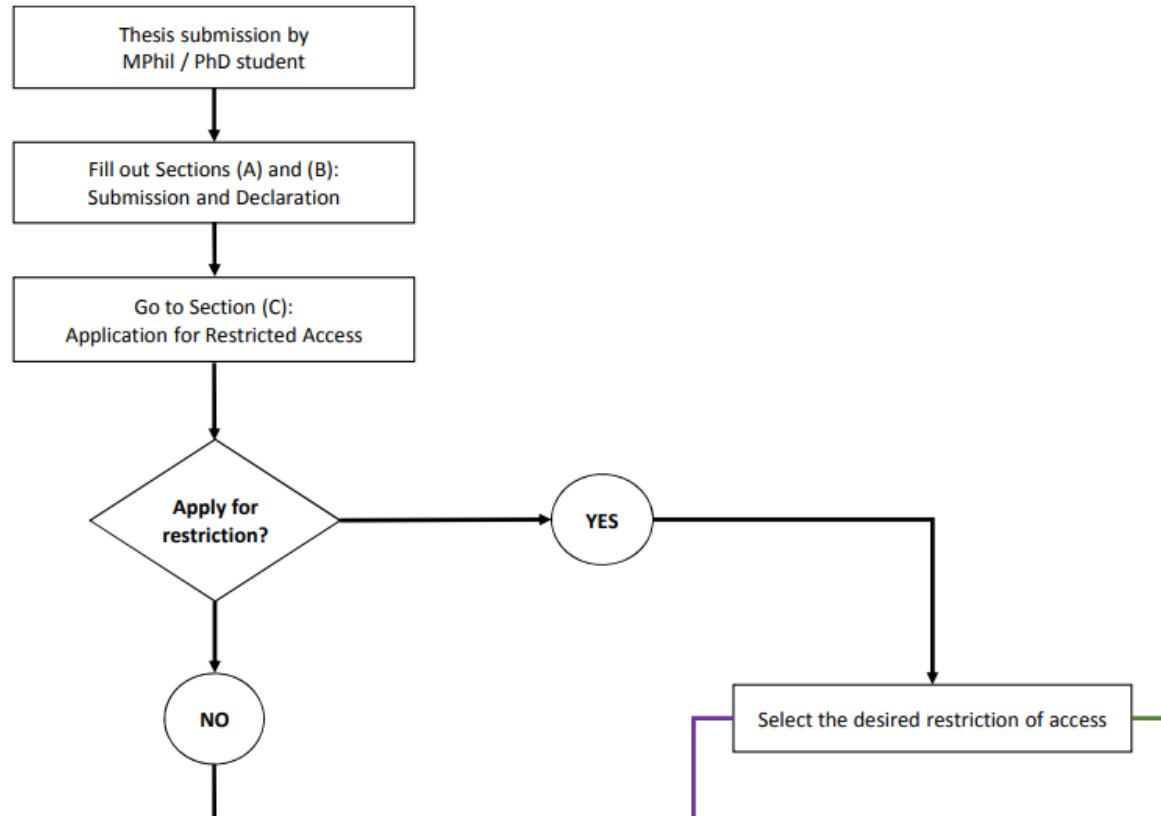 Thesis submission by
MPhil / PhD student
Fill out Sections (A) and (B):
Submission and Declaration
Go to Section (C):
Application for Restricted Access
Apply for
restriction?
YES
NO
Select the desired restriction of access